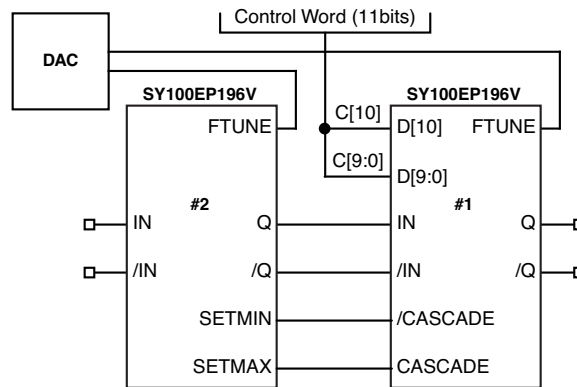 Control Word (11bits)
DAC
SY100EP196V
SY100EP196V
FTUNE
C[10]
D[10]
FTUNE
C[9:0]
D[9:0]
#2
#1
IN
Q
IN
Q
/IN
/Q
/IN
/Q
SETMIN
/CASCADE
SETMAX
CASCADE